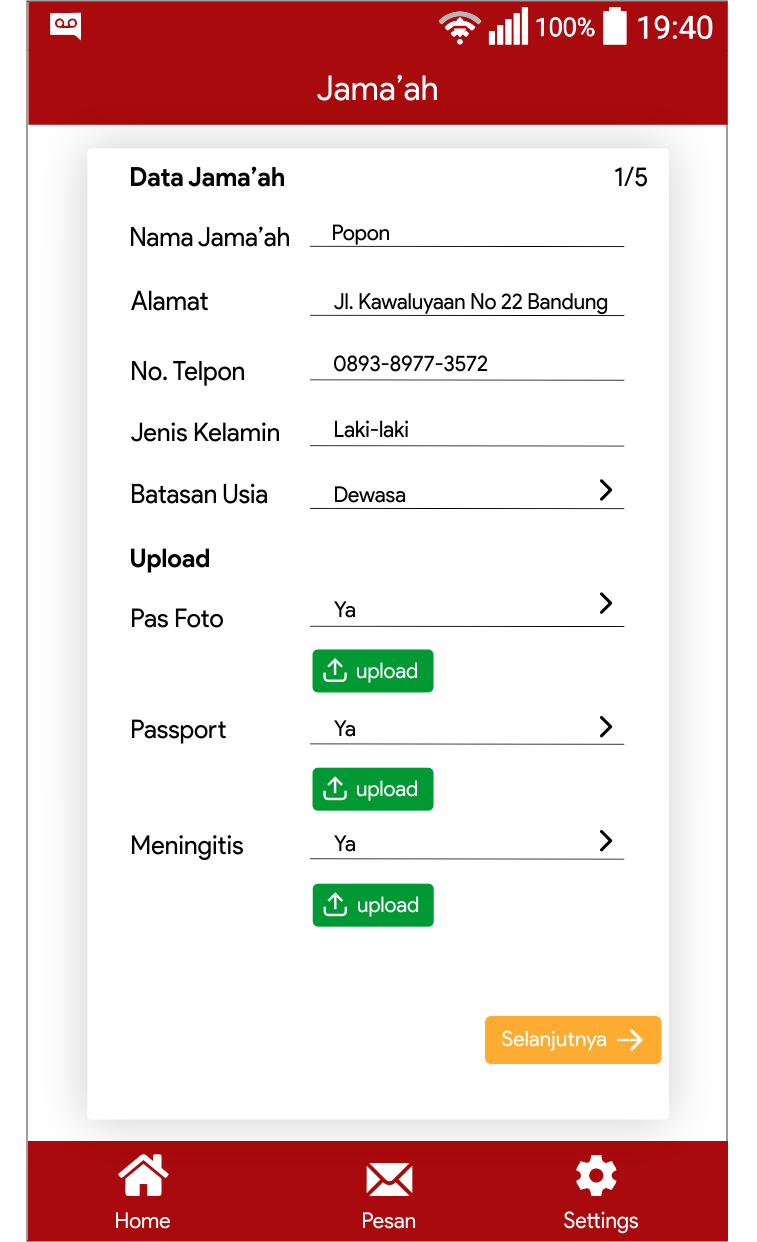 100% 19:40
Jama’ah
Data Jama’ah 1/5
Nama Jama’ah Popon
Alamat Jl. Kawaluyaan No 22 Bandung
No. Telpon 0893-8977-3572
Jenis Kelamin Laki-laki
Batasan Usia Dewasa
Upload
Pas Foto Ya
upload
Passport Ya
upload
Meningitis Ya
upload
Selanjutnya
Home Pesan Settings